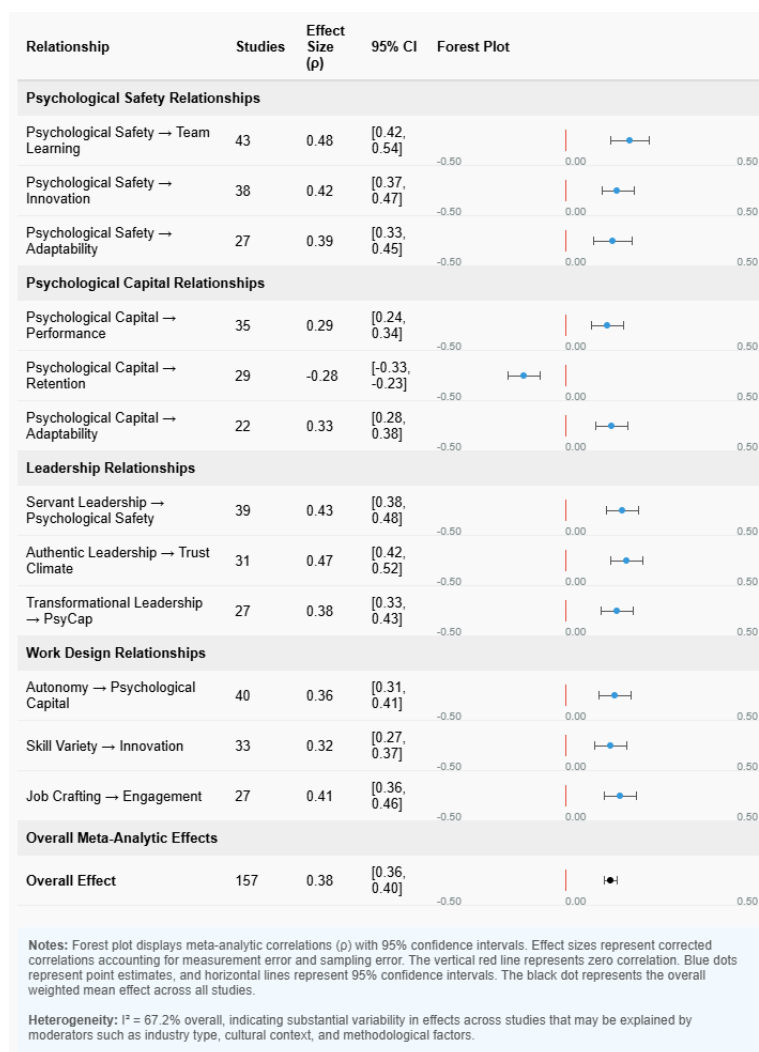 Relationship Studies Effect Size (ρ) 95% CI Forest Plot
Psychological Safety Relationships
Psychological Safety → Team Learning 43 0.48 [0.42, 0.54] -0.50 0.00 0.50
Psychological Safety → Innovation 38 0.42 [0.37, 0.47] -0.50 0.00 0.50
Psychological Safety → Adaptability 27 0.39 [0.33, 0.45] -0.50 0.00 0.50
Psychological Capital Relationships
Psychological Capital → Performance 35 0.29 [0.24, 0.34] -0.50 0.00 0.50
Psychological Capital → Retention 29 -0.28 [-0.33, -0.23] -0.50 0.00 0.50
Psychological Capital → Adaptability 22 0.33 [0.28, 0.38] -0.50 0.00 0.50
Leadership Relationships
Servant Leadership → Psychological Safety 39 0.43 [0.38, 0.48] -0.50 0.00 0.50
Authentic Leadership → Trust Climate 31 0.47 [0.42, 0.52] -0.50 0.00 0.50
Transformational Leadership → PsyCap 27 0.38 [0.33, 0.43] -0.50 0.00 0.50
Work Design Relationships
Autonomy → Psychological Capital 40 0.36 [0.31, 0.41] -0.50 0.00 0.50
Skill Variety → Innovation 33 0.32 [0.27, 0.37] -0.50 0.00 0.50
Job Crafting → Engagement 27 0.41 [0.36, 0.46] -0.50 0.00 0.50
Overall Meta-Analytic Effects
Overall Effect 157 0.38 [0.36, 0.40] -0.50 0.00 0.50
Notes: Forest plot displays meta-analytic correlations (ρ) with 95% confidence intervals. Effect sizes represent corrected
correlations accounting for measurement error and sampling error. The vertical red line represents zero correlation. Blue dots
represent point estimates, and horizontal lines represent 95% confidence intervals. The black dot represents the overall
weighted mean effect across all studies.
Heterogeneity: I² = 67.2% overall, indicating substantial variability in effects across studies that may be explained by
moderators such as industry type, cultural context, and methodological factors.